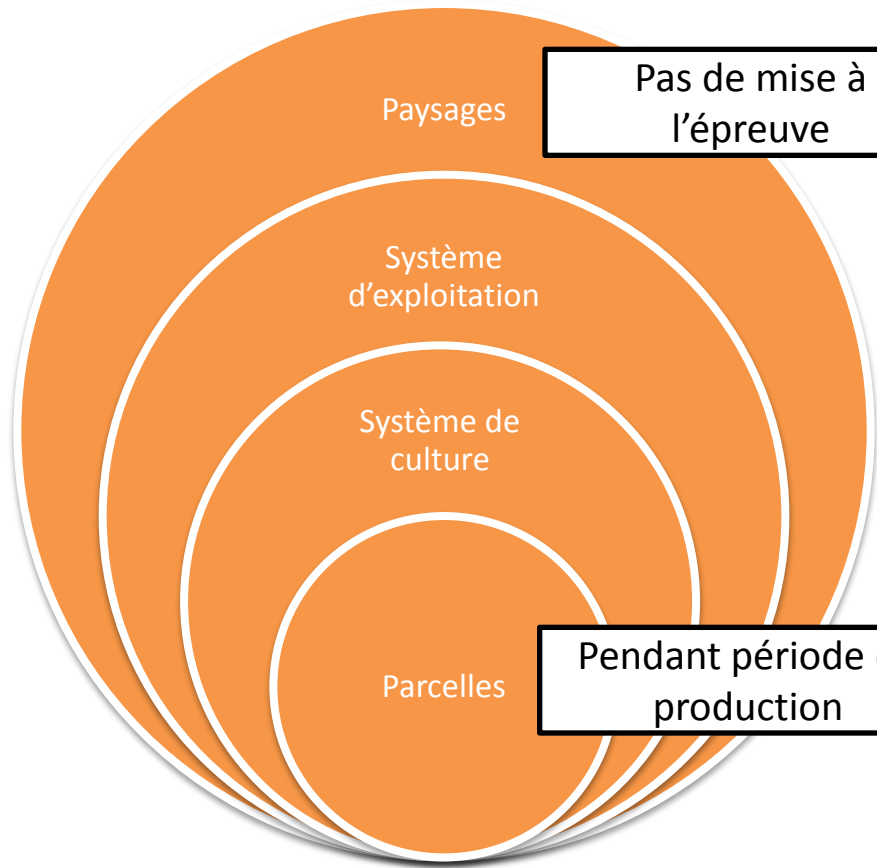 Paysages
Pas de mise à
l’épreuve
Système
d'exploitation
Système de
culture
Parcelles
Pendant période
production